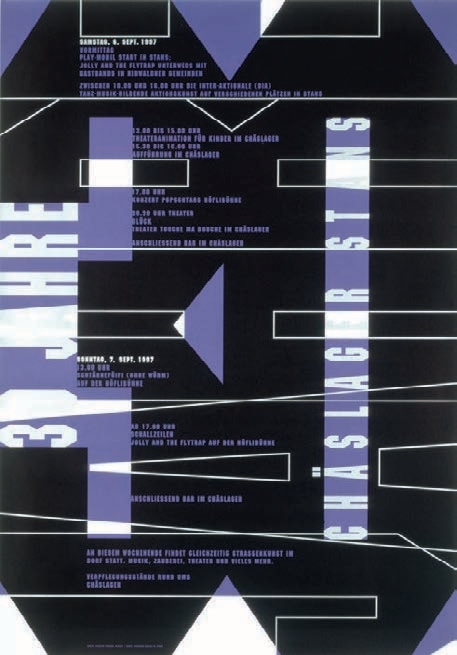 SAMSTAG, 6. SEPT. 1997
VORMITTAG
PLAY-MOBIL START IN STANS;
JOLLY AND THE FLYTRAP UNTERWEGS MIT
GASTBANDS IN NIDWALDNER GEMEINDEN
ZWISCHEN 10.00 UND 16.00 UHR DIE INTER-AKTIONALE (DIA)
TANZ-MUSIK-BILDENDE AKTIONSKUNST AUF VERSCHIEDENEN PLÄTZEN IN STANS
13.00 BIS 15.00 UHR
THEATERANIMATION FÜR KINDER IM CHÄSLAGER
15.30 BIS 16.00 UHR
AUFFÜHRUNG IM CHÄSLAGER
17.00 UHR
KONZERT POPCHTARG HÖFLIBÜHNE
20.30 UHR THEATER
GLÜCK
THEATER TOUCHE MA BOUCHE IM CHÄSLAGER
ANSCHLIESSEND BAR IM CHÄSLAGER
30 JAHRE
CHÄSLAGER STANS
SONNTAG, 7. SEPT. 1997
13.00 UHR
(OHNE WÜRM)
AUF DER HÖFLIBÜHNE
AB 17.00 UHR
SCHALLZEILEN
JOLLY AND THE FLYTRAP AUF DER HÖFLIBÜHNE
ANSCHLIESSEND BAR IM CHÄSLAGER
AN DIESEM WOCHENENDE FINDET GLEICHZEITIG STRASSENKUNST IM
DORF STATT. MUSIK, ZAUBEREI, THEATER UND VIELES MEHR.
VERPFLEGUNGSSTÄNDE RUND UMS
CHÄSLAGER